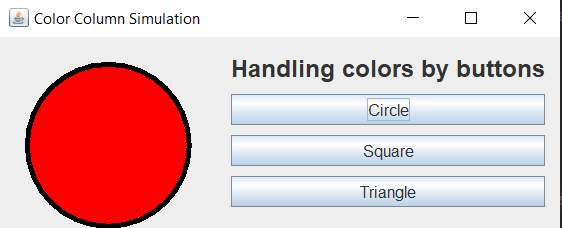 Color Column Simulation
Handling colors by buttons
Circle
Square
Triangle